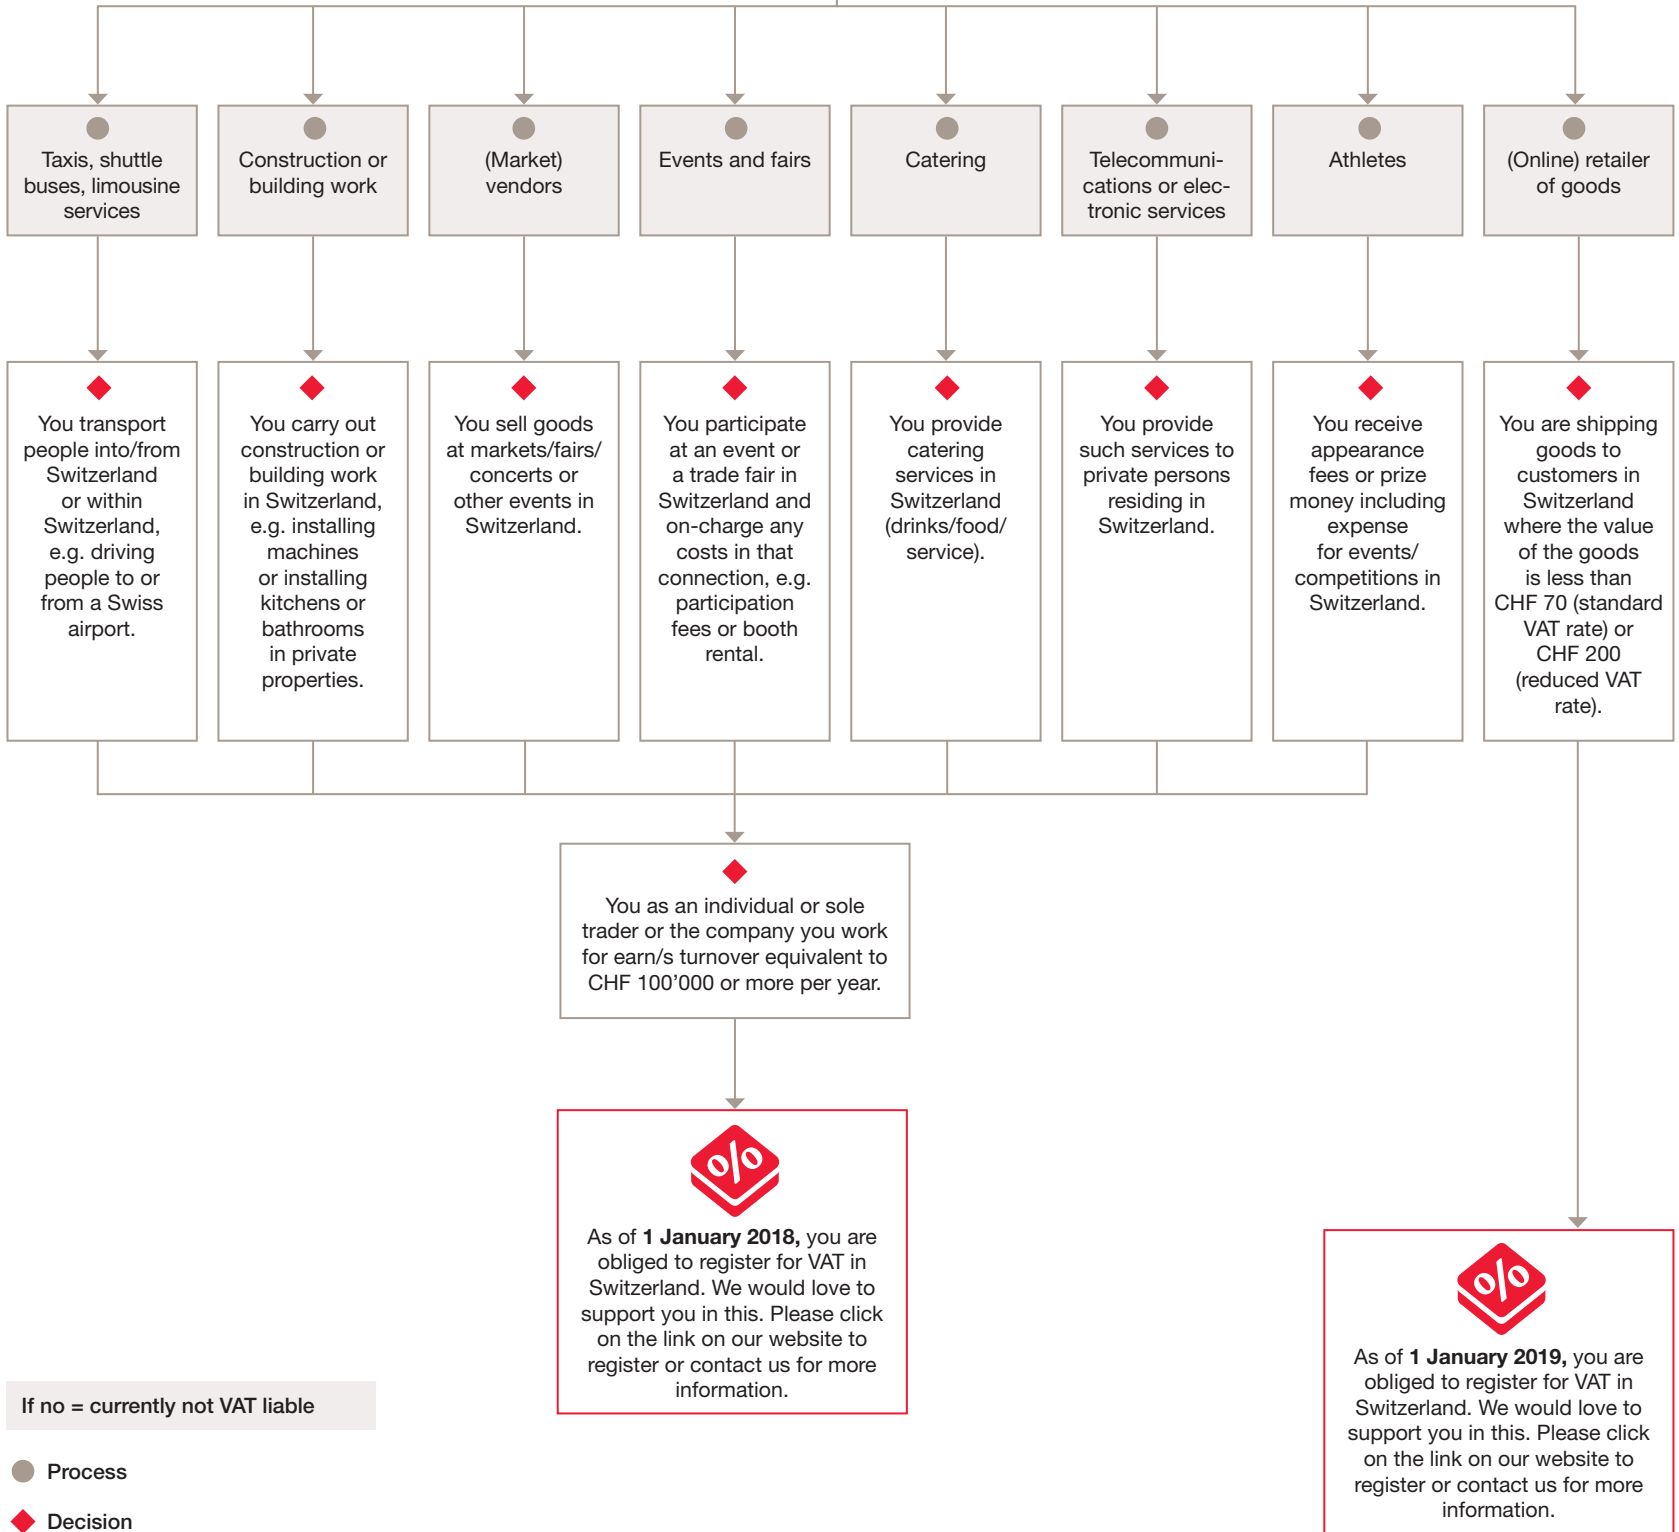 Taxis, shuttle
buses, limousine
services
Construction or
building work
(Market)
vendors
Events and fairs
Catering
Telecommuni-
cations or elec-
tronic services
Athletes
(Online) retailer
of goods
You transport
people into/from
Switzerland
or within
Switzerland,
e.g. driving
people to or
from a Swiss
airport.
You carry out
construction or
building work
in Switzerland,
e.g. installing
machines
or installing
kitchens or
bathrooms
in private
properties.
You sell goods
at markets/fairs/
concerts or
other events in
Switzerland.
You participate
at an event or
a trade fair in
Switzerland and
on-charge any
costs in that
connection, e.g.
participation
fees or booth
rental.
You provide
catering
services in
Switzerland
(drinks/food/
service).
You provide
such services to
private persons
residing in
Switzerland.
You receive
appearance
fees or prize
money including
expense
for events/
competitions in
Switzerland.
You are shipping
goods to
customers in
Switzerland
where the value
of the goods
is less than
CHF 70 (standard
VAT rate) or
CHF 200
(reduced VAT
rate).
You as an individual or sole
trader or the company you work
for earn/s turnover equivalent to
CHF 100’000 or more per year.
%
As of 1 January 2018, you are
obliged to register for VAT in
Switzerland. We would love to
support you in this. Please click
on the link on our website to
register or contact us for more
information.
%
As of 1 January 2019, you are
obliged to register for VAT in
Switzerland. We would love to
support you in this. Please click
on the link on our website to
register or contact us for more
information.
If no = currently not VAT liable
Process
Decision